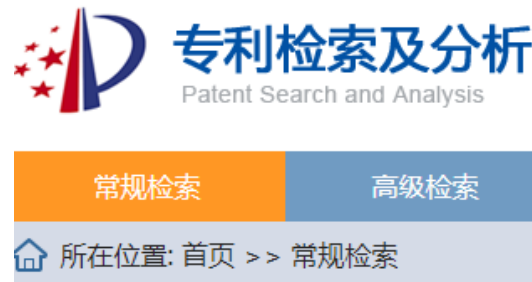 专利检索及分析
Patent Search and Analysis
常规检索 高级检索
所在位置: 首页 >> 常规检索